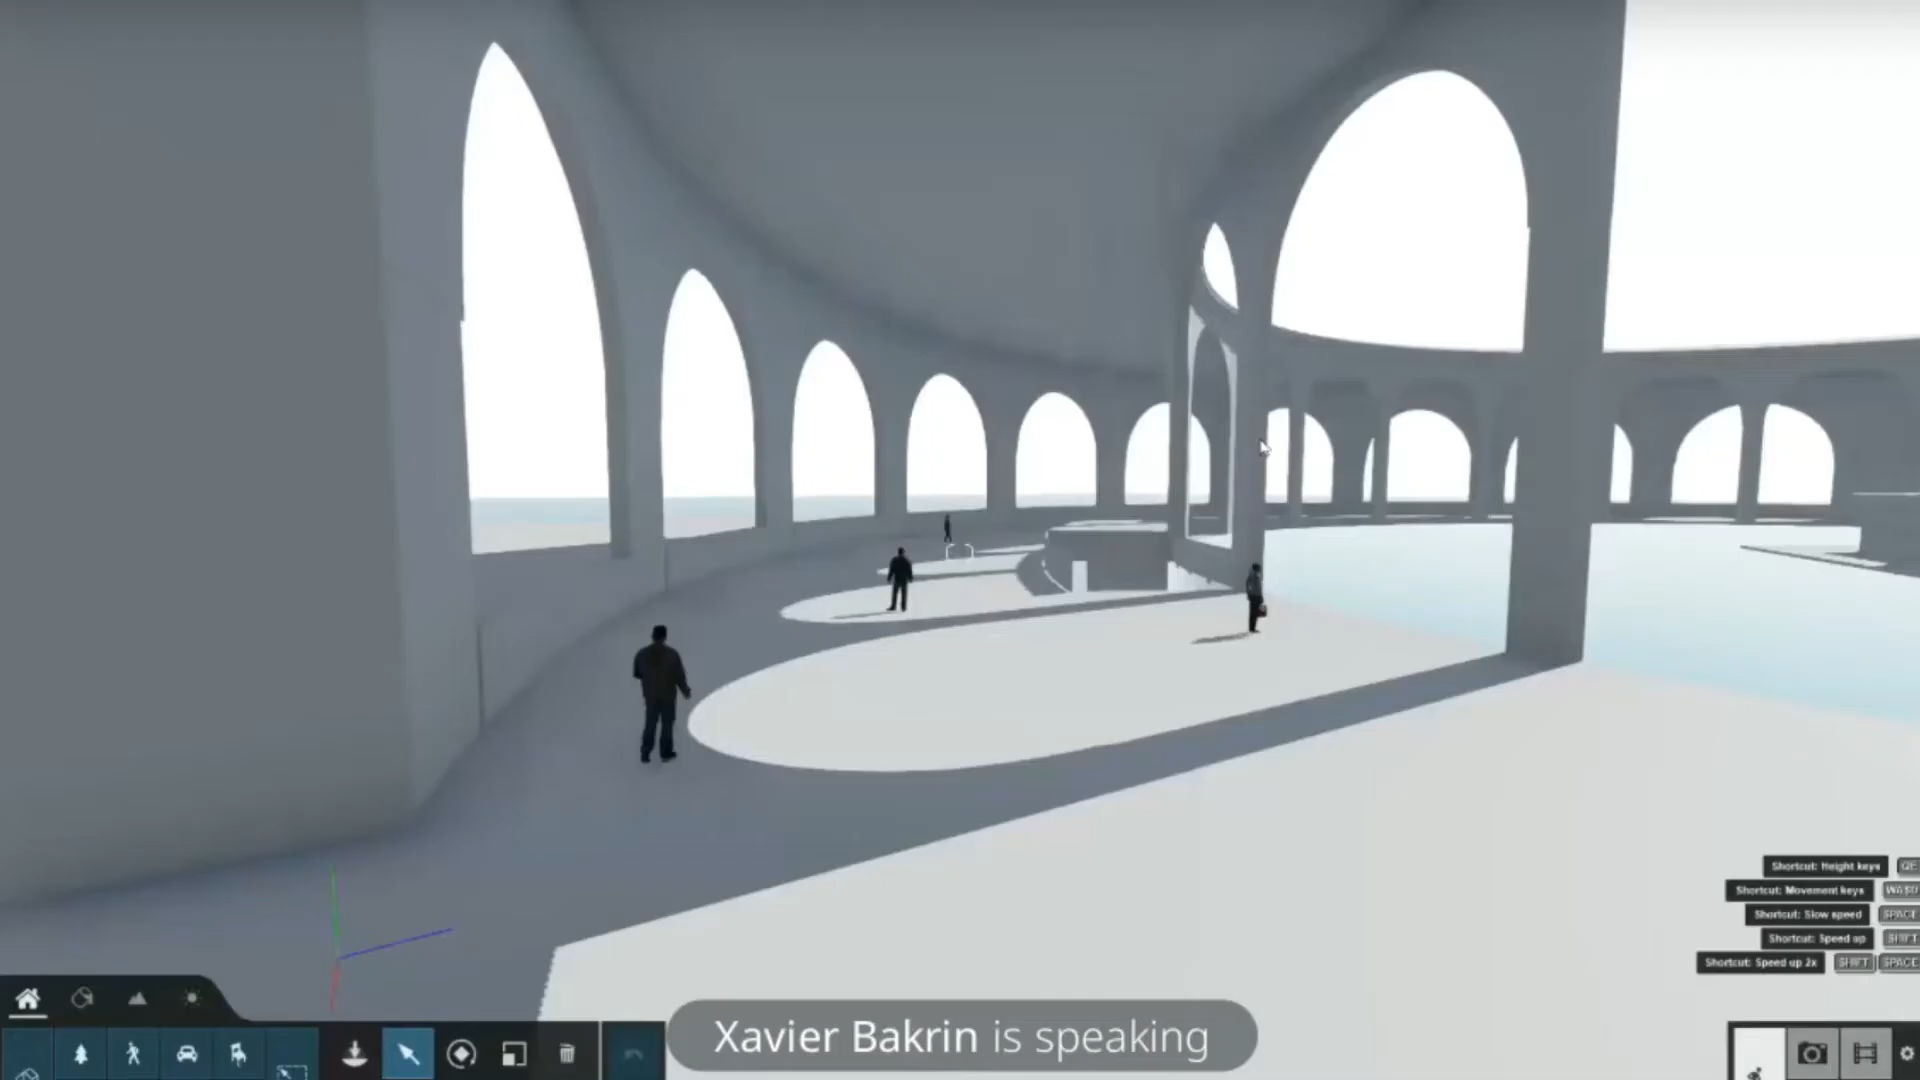 Shortcut: Height keys QE
Shortcut: Movement keys WASD
Shortcut: Slow speed SPACE
Shortcut: Speed up SHIFT
Shortcut: Speed up 2x SHIFT SPACE
Xavier Bakrin is speaking